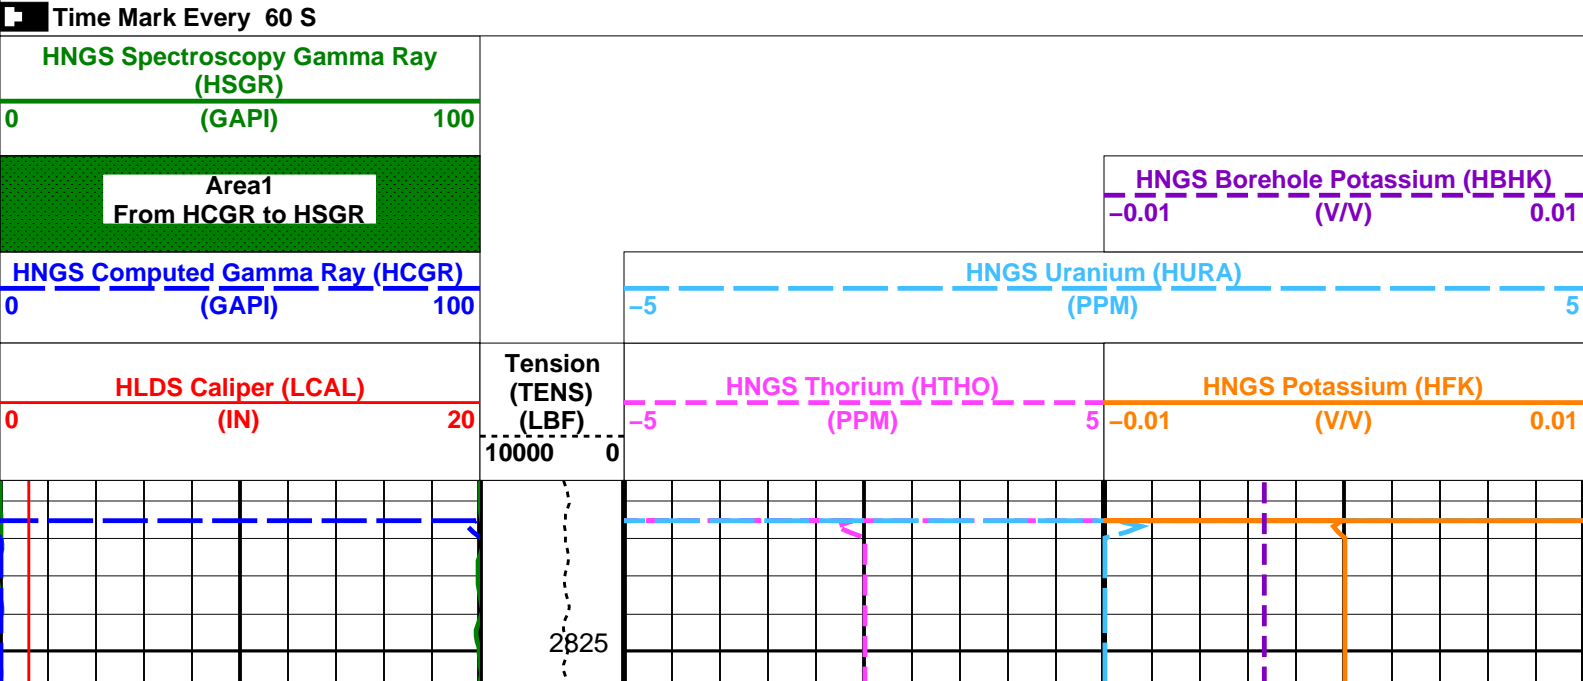 Time Mark Every  60 S
HNGS Spectroscopy Gamma Ray
(HSGR)
0 (GAPI) 100
Area1
From HCGR to HSGR
HNGS Borehole Potassium (HBHK)
−0.01 (V/V) 0.01
HNGS Computed Gamma Ray (HCGR)
0 (GAPI) 100
HNGS Uranium (HURA)
−5 (PPM) 5
HLDS Caliper (LCAL)
0 (IN) 20
Tension
(TENS)
(LBF)
10000 0
HNGS Thorium (HTHO)
−5 (PPM) 5
HNGS Potassium (HFK)
−0.01 (V/V) 0.01
2825